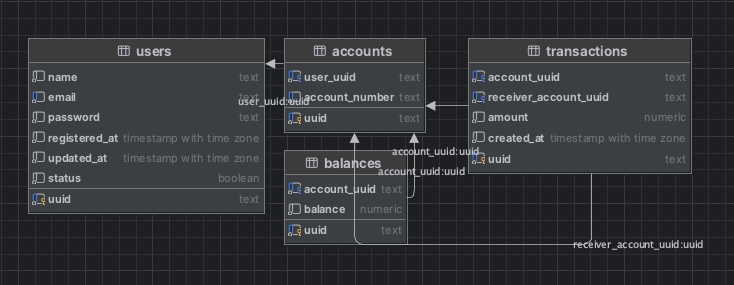 users
name text
email text
password text
registered_at timestamp with time zone
updated_at timestamp with time zone
status boolean
uuid text
user_uuid:uuid
accounts
user_uuid text
account_number text
uuid text
balances
account_uuid text
balance numeric
uuid text
account_uuid:uuid
account_uuid:uuid
transactions
account_uuid text
receiver_account_uuid text
amount numeric
created_at timestamp with time zone
uuid text
receiver_account_uuid:uuid